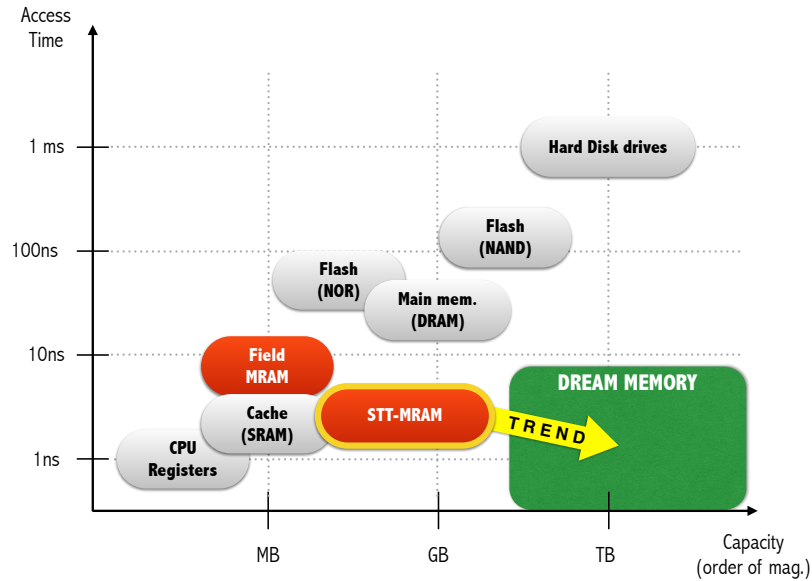 Access
Time
1 ms
Hard Disk drives
Flash
(NAND)
100ns
Flash
(NOR)
Main mem.
(DRAM)
10ns
Field
MRAM
DREAM MEMORY
Cache
(SRAM)
STT-MRAM
TREND
CPU
Registers
1ns
MB
GB
TB
Capacity
(order of mag.)